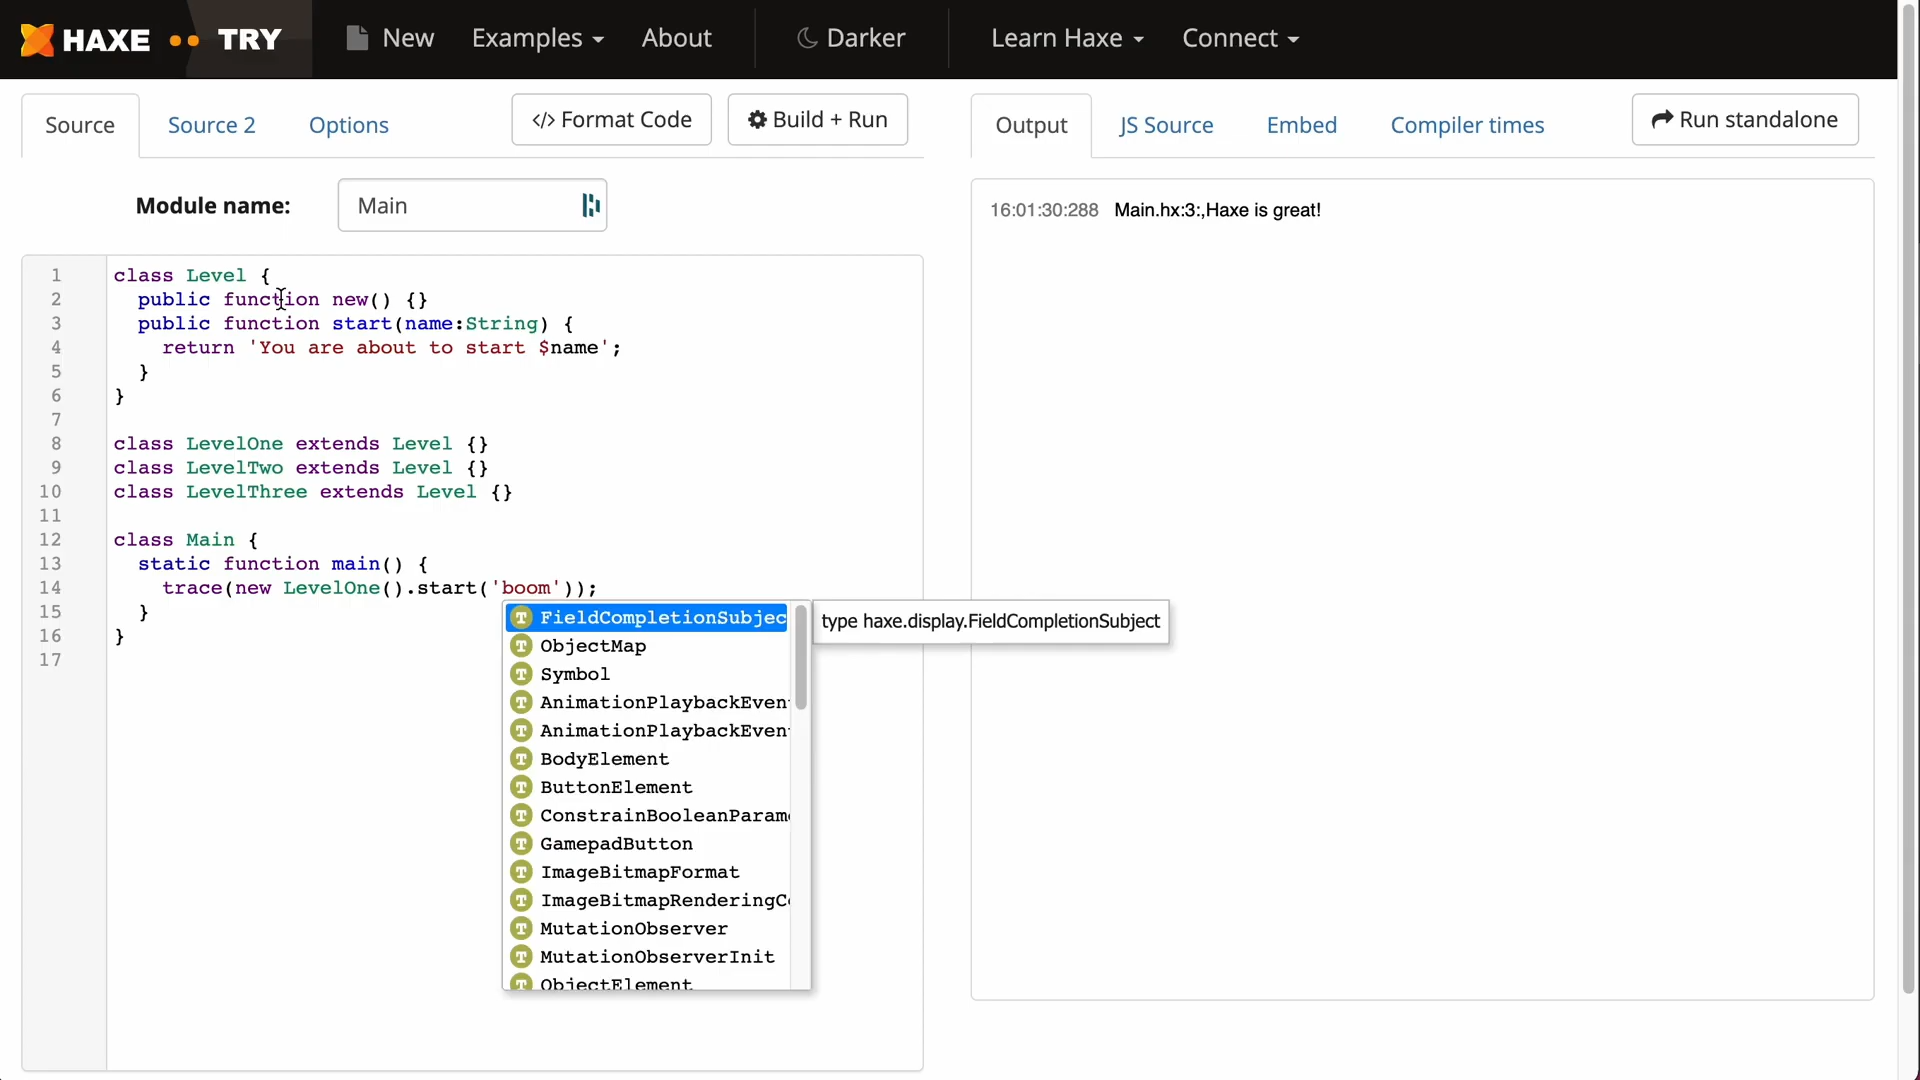 HAXE TRY New Examples About Darker Learn Haxe Connect
Source Source 2 Options </> Format Code Build + Run
Output JS Source Embed Compiler times Run standalone
Module name: Main
16:01:30:288 Main.hx:3:,Haxe is great!
1 class Level {
2 public function new() {}
3 public function start(name:String) {
4 return 'You are about to start $name';
5 }
6 }
7
8 class LevelOne extends Level {}
9 class LevelTwo extends Level {}
10 class LevelThree extends Level {}
11
12 class Main {
13 static function main() {
14 trace(new LevelOne().start('boom'));
15 }
16 }
17
T FieldCompletionSubjec
type haxe.display.FieldCompletionSubject
T ObjectMap
T Symbol
T AnimationPlaybackEven
T AnimationPlaybackEven
T BodyElement
T ButtonElement
T ConstrainBooleanParam
T GamepadButton
T ImageBitmapFormat
T ImageBitmapRenderingC
T MutationObserver
T MutationObserverInit
T ObjectElement